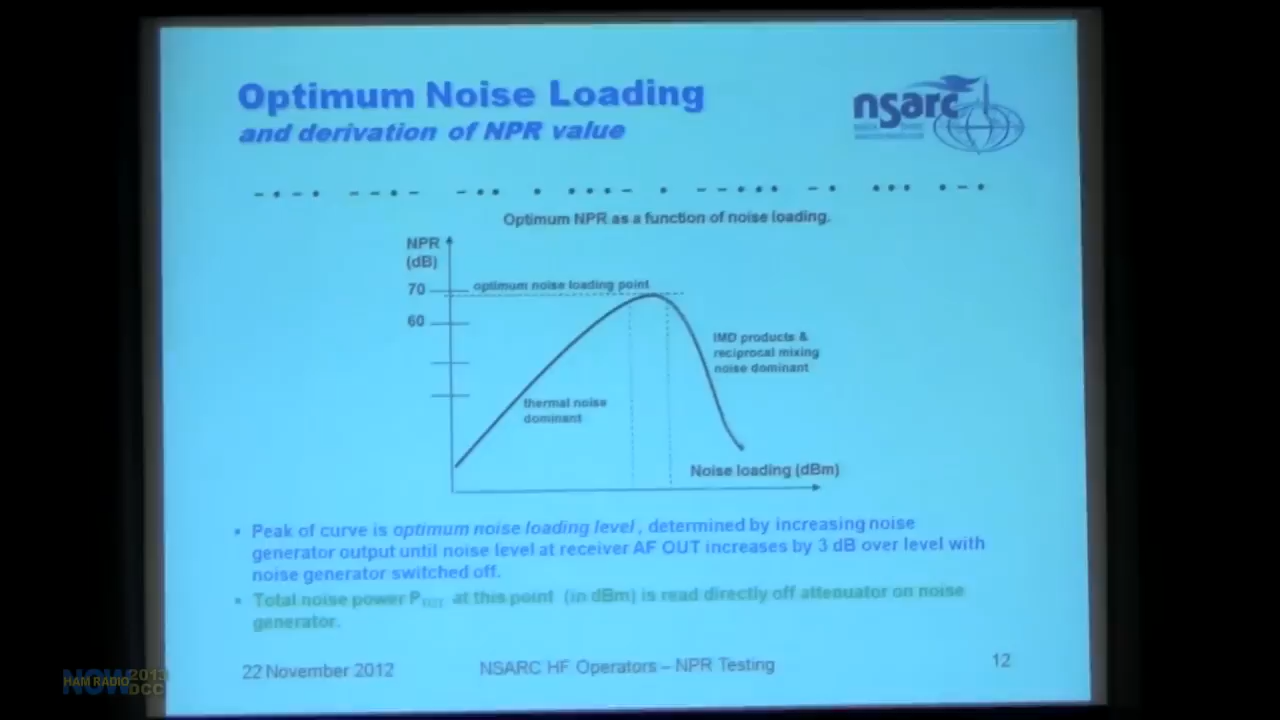 Optimum Noise Loading
and derivation of NPR value
nsarc
Optimum NPR as a function of noise loading.
NPR
(dB)
70
optimum noise loading point
60
IMD products &
reciprocal mixing
noise dominant
thermal noise
dominant
Noise loading (dBm)
▪ Peak of curve is optimum noise loading level, determined by increasing noise
generator output until noise level at receiver AF OUT increases by 3 dB over level with
noise generator switched off.
▪ Total noise power PTOT at this point (in dBm) is read directly off attenuator on noise
generator.
22 November 2012
NSARC HF Operators – NPR Testing
12
HAM RADIO
NOW
2013
DCC